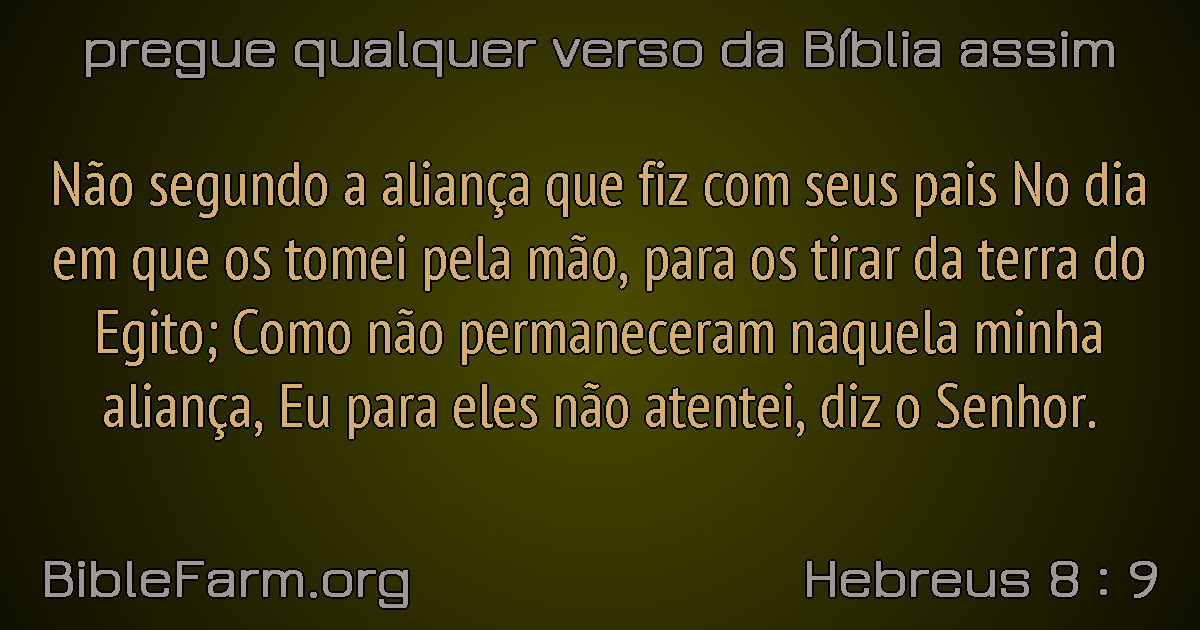 pregue qualquer verso da Bíblia assim
Não segundo a aliança que fiz com seus pais No dia
em que os tomei pela mão, para os tirar da terra do
Egito; Como não permaneceram naquela minha
aliança, Eu para eles não atentei, diz o Senhor.
BibleFarm.org
Hebreus 8 : 9